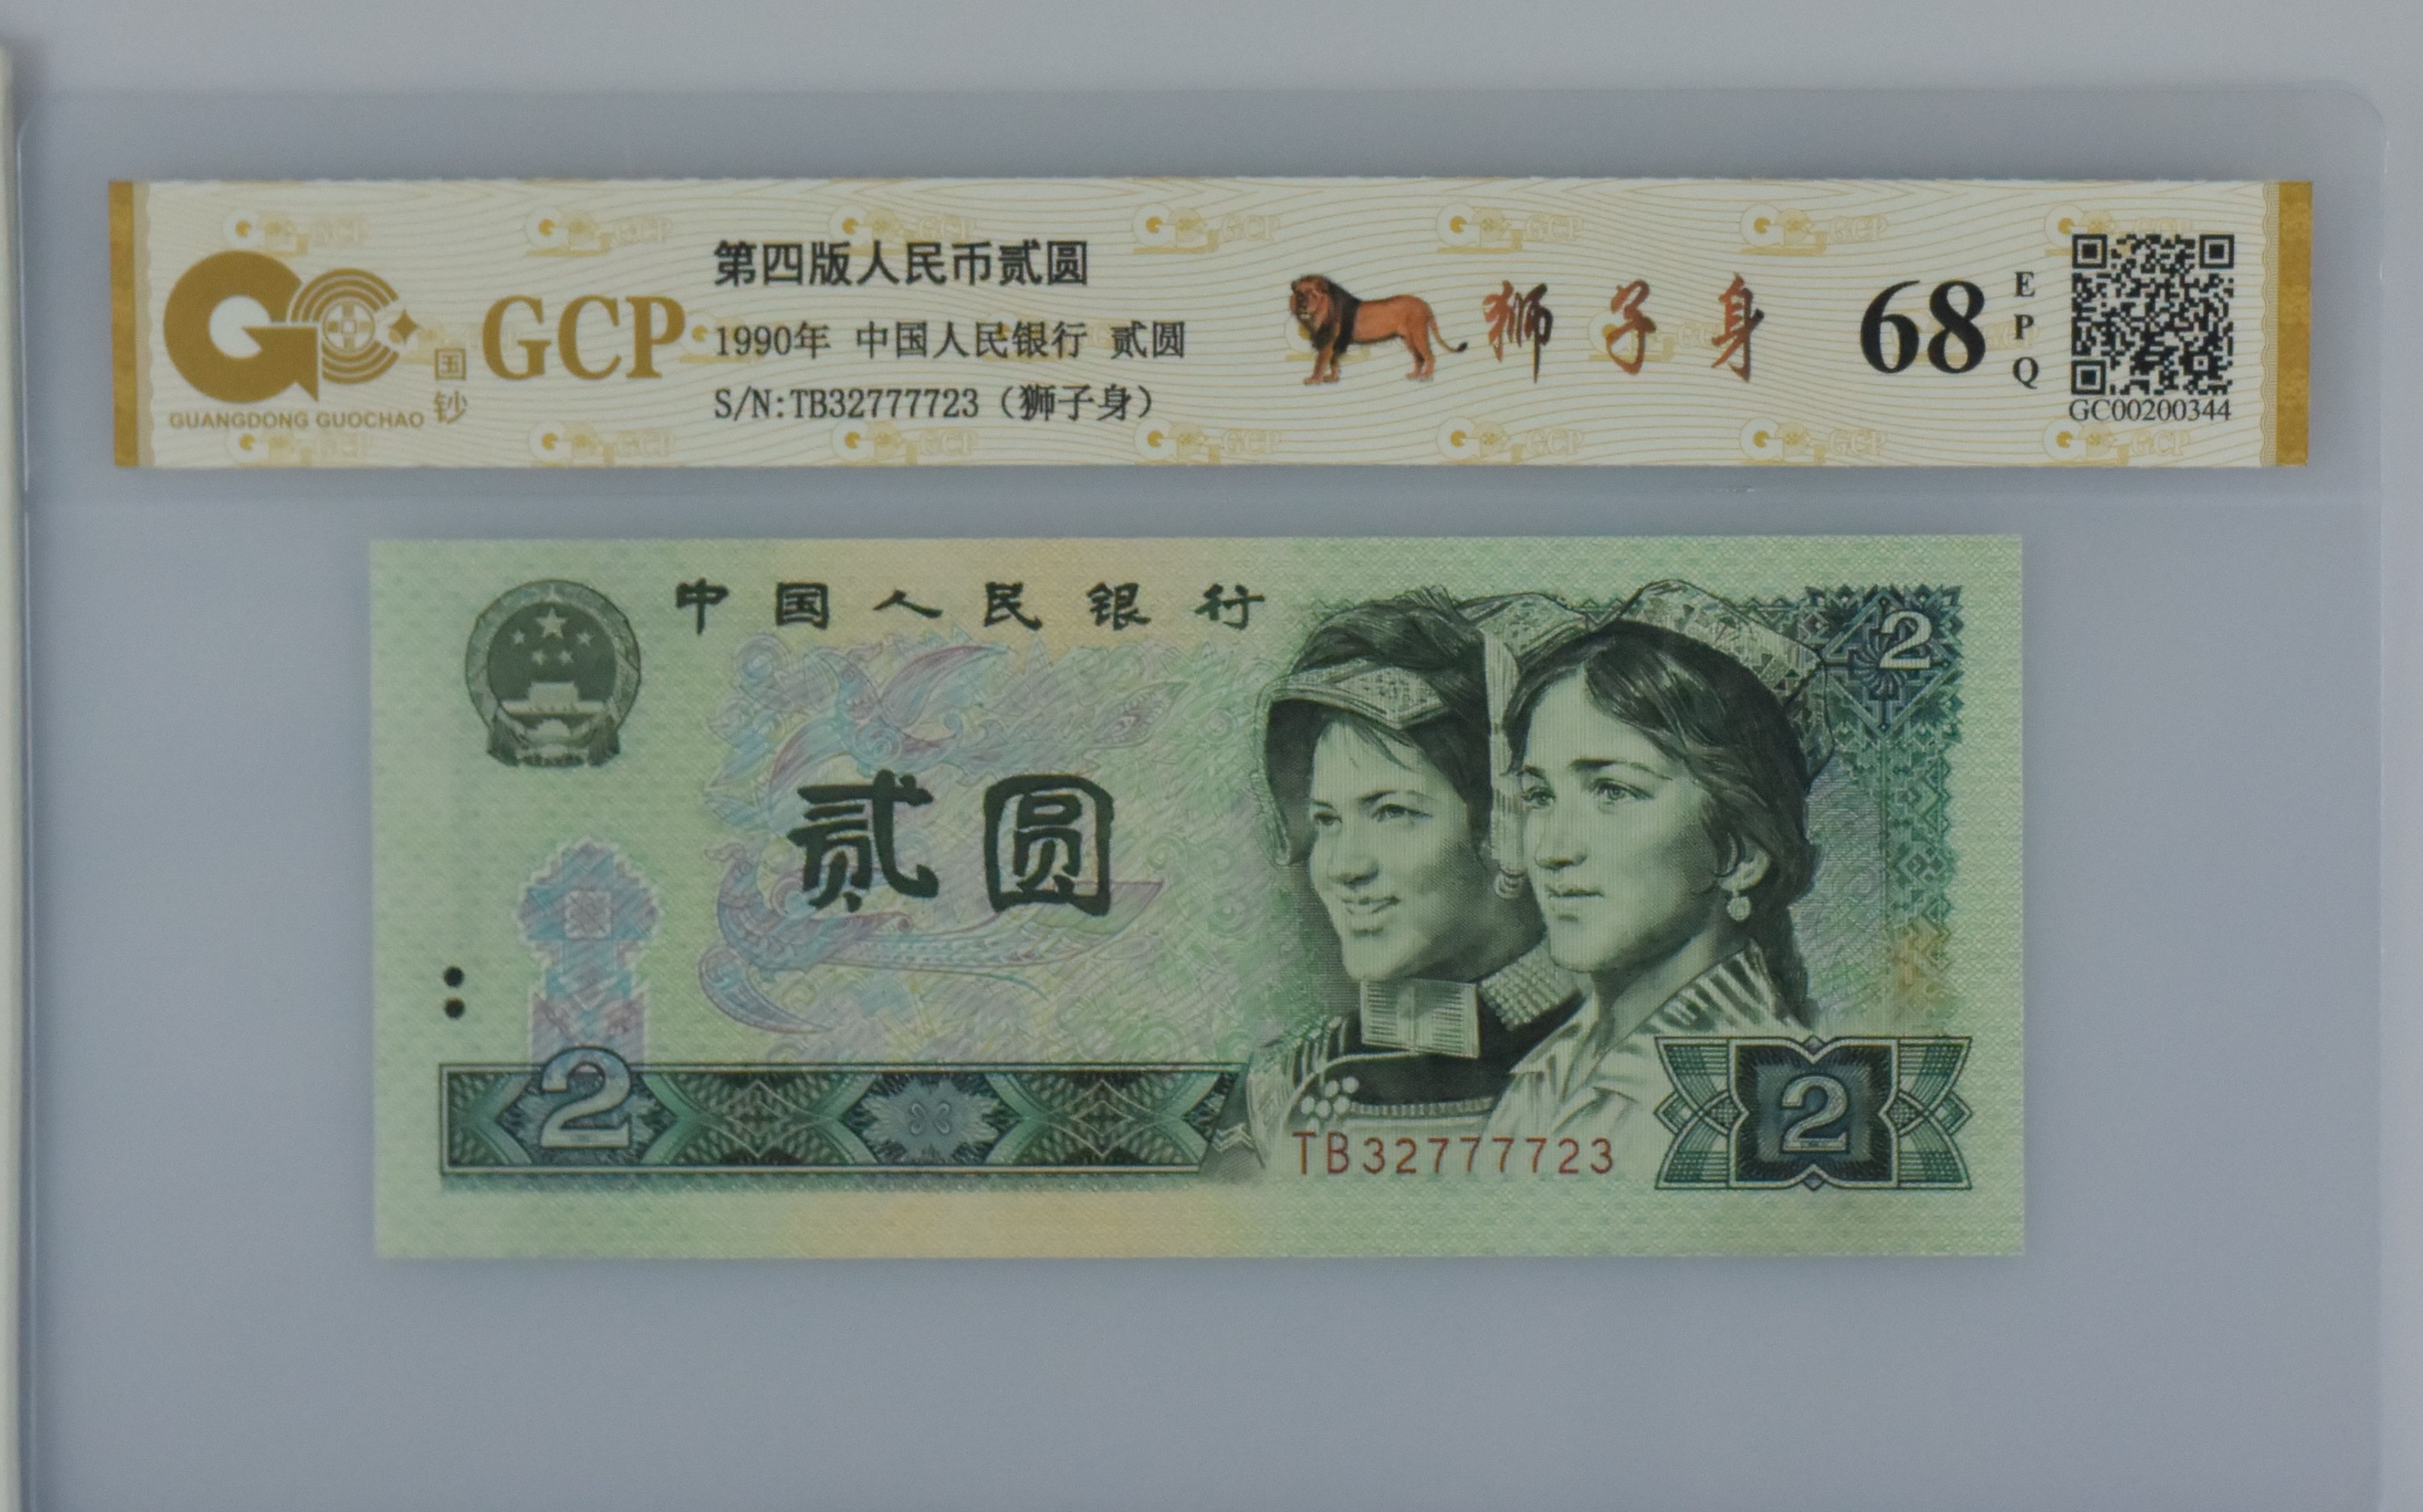 第四版人民币贰圆
GCP
1990年 中国人民银行 贰圆
狮子身
68
EPQ
国钞
GUANGDONG GUOCHAO
S/N:TB32777723（狮子身）
GC00200344
中国人民银行
2
贰圆
2
2
TB32777723